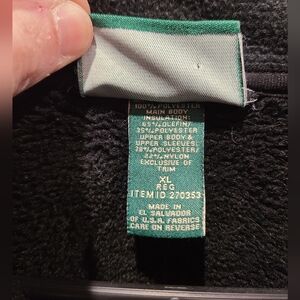 100% POLYESTER
MAIN BODY
INSULATION:
65% OLEFIN/
35% POLYESTER
UPPER BODY &
UPPER SLEEVES:
78% POLYESTER/
22% NYLON
EXCLUSIVE OF
TRIM
XL
REG
ITEM ID 270353
MADE IN
EL SALVADOR
OF U.S.A. FABRICS
CARE ON REVERSE